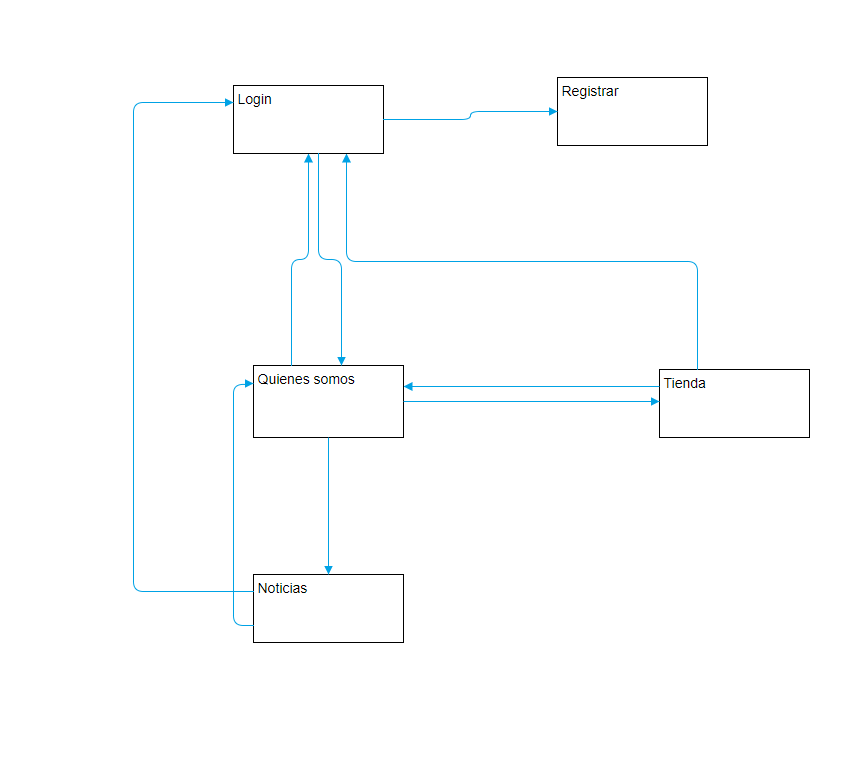 Login
Registrar
Quienes somos
Tienda
Noticias